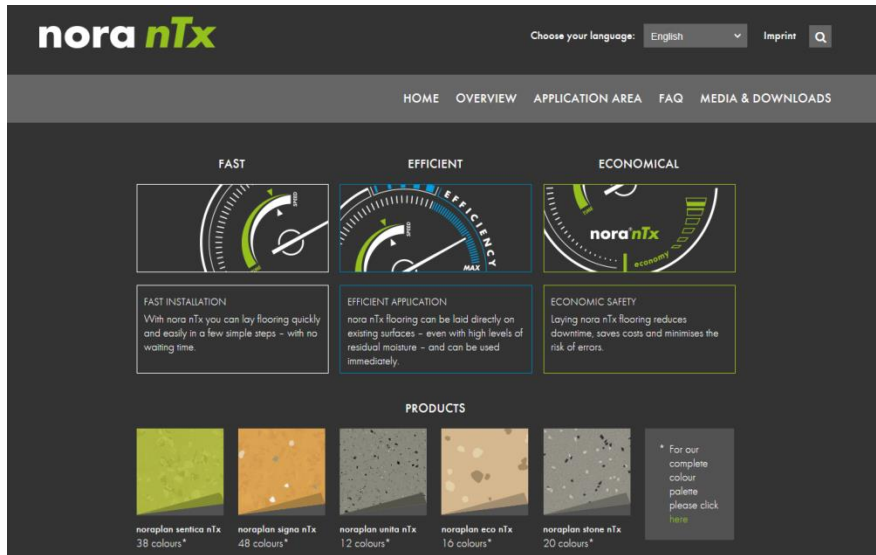 nora nTx
Choose your language: English Imprint
HOME OVERVIEW APPLICATION AREA FAQ MEDIA & DOWNLOADS
FAST
EFFICIENT
ECONOMICAL
SPEED
TIME
SPEED
EFFICIENCY
MAX
TIME
nora nTx
economy
FAST INSTALLATION
With nora nTx you can lay flooring quickly
and easily in a few simple steps – with no
waiting time.
EFFICIENT APPLICATION
nora nTx flooring can be laid directly on
existing surfaces – even with high levels of
residual moisture – and can be used
immediately.
ECONOMIC SAFETY
Laying nora nTx flooring reduces
downtime, saves costs and minimises the
risk of errors.
PRODUCTS
noraplan sentica nTx
38 colours*
noraplan signa nTx
48 colours*
noraplan unita nTx
12 colours*
noraplan eco nTx
16 colours*
noraplan stone nTx
20 colours*
* For our
complete
colour
palette
please click
here